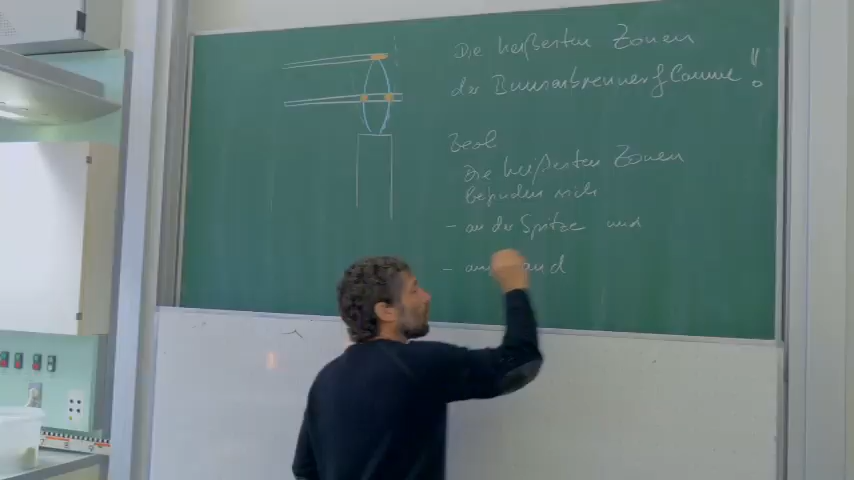 Die heißesten Zonen
der Bunsenbrennerflamme!
Beob
Die heißesten Zonen
befinden sich
- an der Spitze und
- am Rand